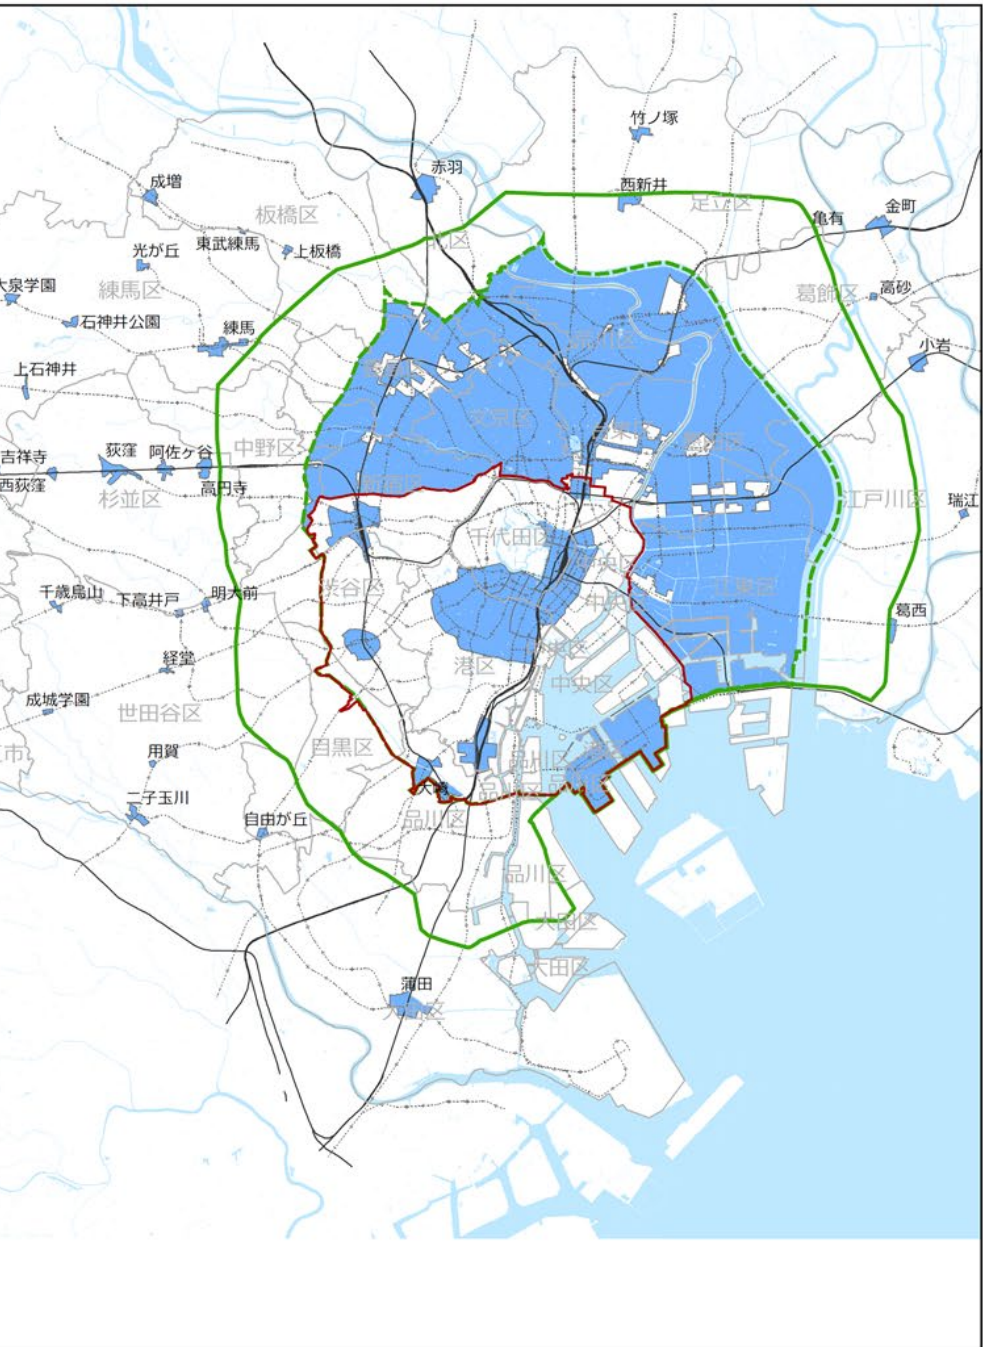 竹ノ塚
赤羽
成増
西新井
足立区
板橋区
金町
亀有
北区
東武練馬
上板橋
光が丘
大泉学園
練馬区
葛飾区
高砂
石神井公園
練馬
小岩
荒川区
上石神井
文京区
台東区
中野区
荻窪
阿佐ヶ谷
吉祥寺
新宿区
西荻窪
杉並区
高円寺
江戸川区
瑞江
千代田区
中央区
渋谷区
江東区
千歳烏山
下高井戸
明大前
葛西
経堂
港区
中央区
成城学園
世田谷区
目黒区
品川区
用賀
二子玉川
自由が丘
品川区
品川区
大田区
大田区
蒲田
大田区